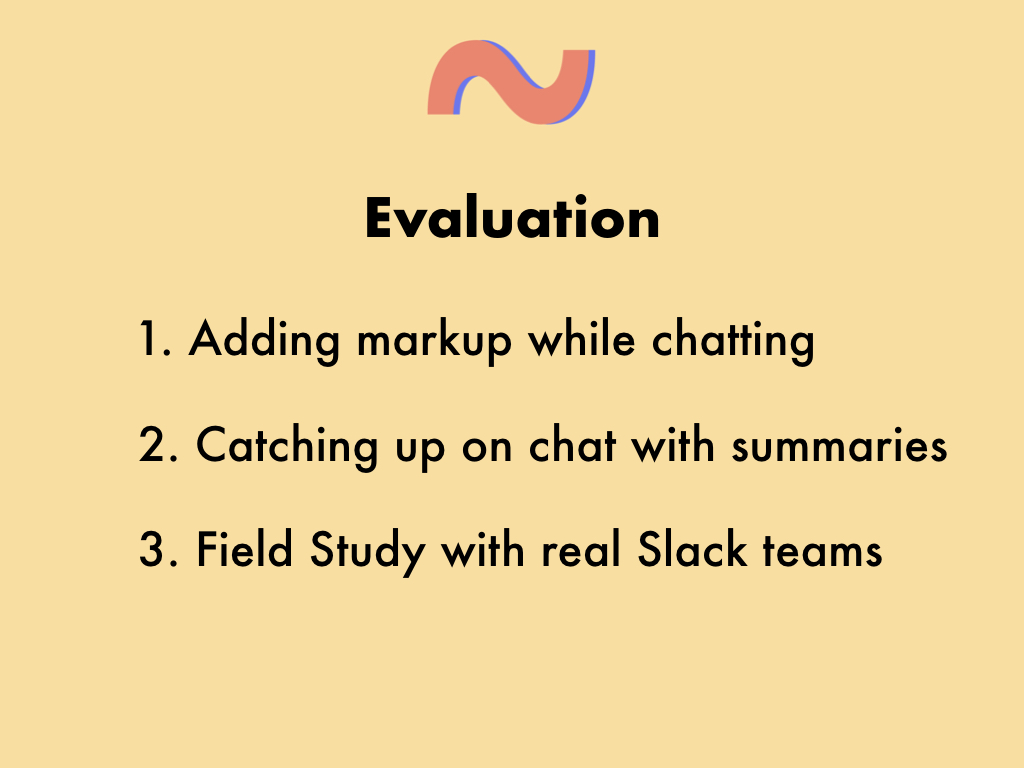 Evaluation
1. Adding markup while chatting
2. Catching up on chat with summaries
3. Field Study with real Slack teams